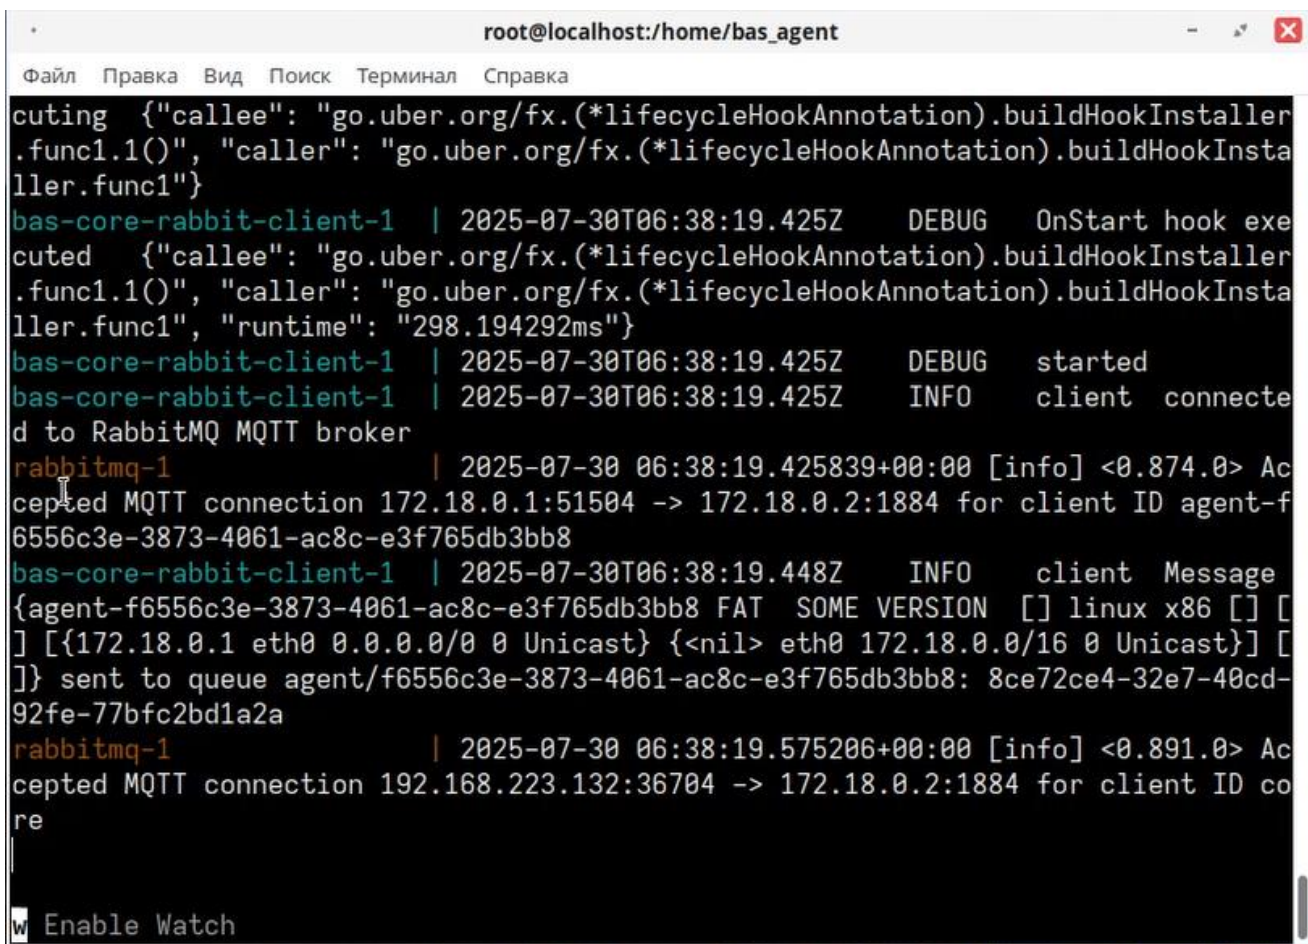 root@localhost:/home/bas_agent
Файл Правка Вид Поиск Терминал Справка
cuting {"callee": "go.uber.org/fx.(*lifecycleHookAnnotation).buildHookInstaller
.func1.1()", "caller": "go.uber.org/fx.(*lifecycleHookAnnotation).buildHookInsta
ller.func1"}
bas-core-rabbit-client-1 | 2025-07-30T06:38:19.425Z DEBUG OnStart hook exe
cuted {"callee": "go.uber.org/fx.(*lifecycleHookAnnotation).buildHookInstaller
.func1.1()", "caller": "go.uber.org/fx.(*lifecycleHookAnnotation).buildHookInsta
ller.func1", "runtime": "298.194292ms"}
bas-core-rabbit-client-1 | 2025-07-30T06:38:19.425Z DEBUG started
bas-core-rabbit-client-1 | 2025-07-30T06:38:19.425Z INFO client connecte
d to RabbitMQ MQTT broker
rabbitmq-1 | 2025-07-30 06:38:19.425839+00:00 [info] <0.874.0> Ac
cepted MQTT connection 172.18.0.1:51504 -> 172.18.0.2:1884 for client ID agent-f
6556c3e-3873-4061-ac8c-e3f765db3bb8
bas-core-rabbit-client-1 | 2025-07-30T06:38:19.448Z INFO client Message
{agent-f6556c3e-3873-4061-ac8c-e3f765db3bb8 FAT SOME VERSION [] linux x86 [] [
] [{172.18.0.1 eth0 0.0.0.0/0 0 Unicast} {<nil> eth0 172.18.0.0/16 0 Unicast}] [
]} sent to queue agent/f6556c3e-3873-4061-ac8c-e3f765db3bb8: 8ce72ce4-32e7-40cd-
92fe-77bfc2bd1a2a
rabbitmq-1 | 2025-07-30 06:38:19.575206+00:00 [info] <0.891.0> Ac
cepted MQTT connection 192.168.223.132:36704 -> 172.18.0.2:1884 for client ID co
re
w Enable Watch